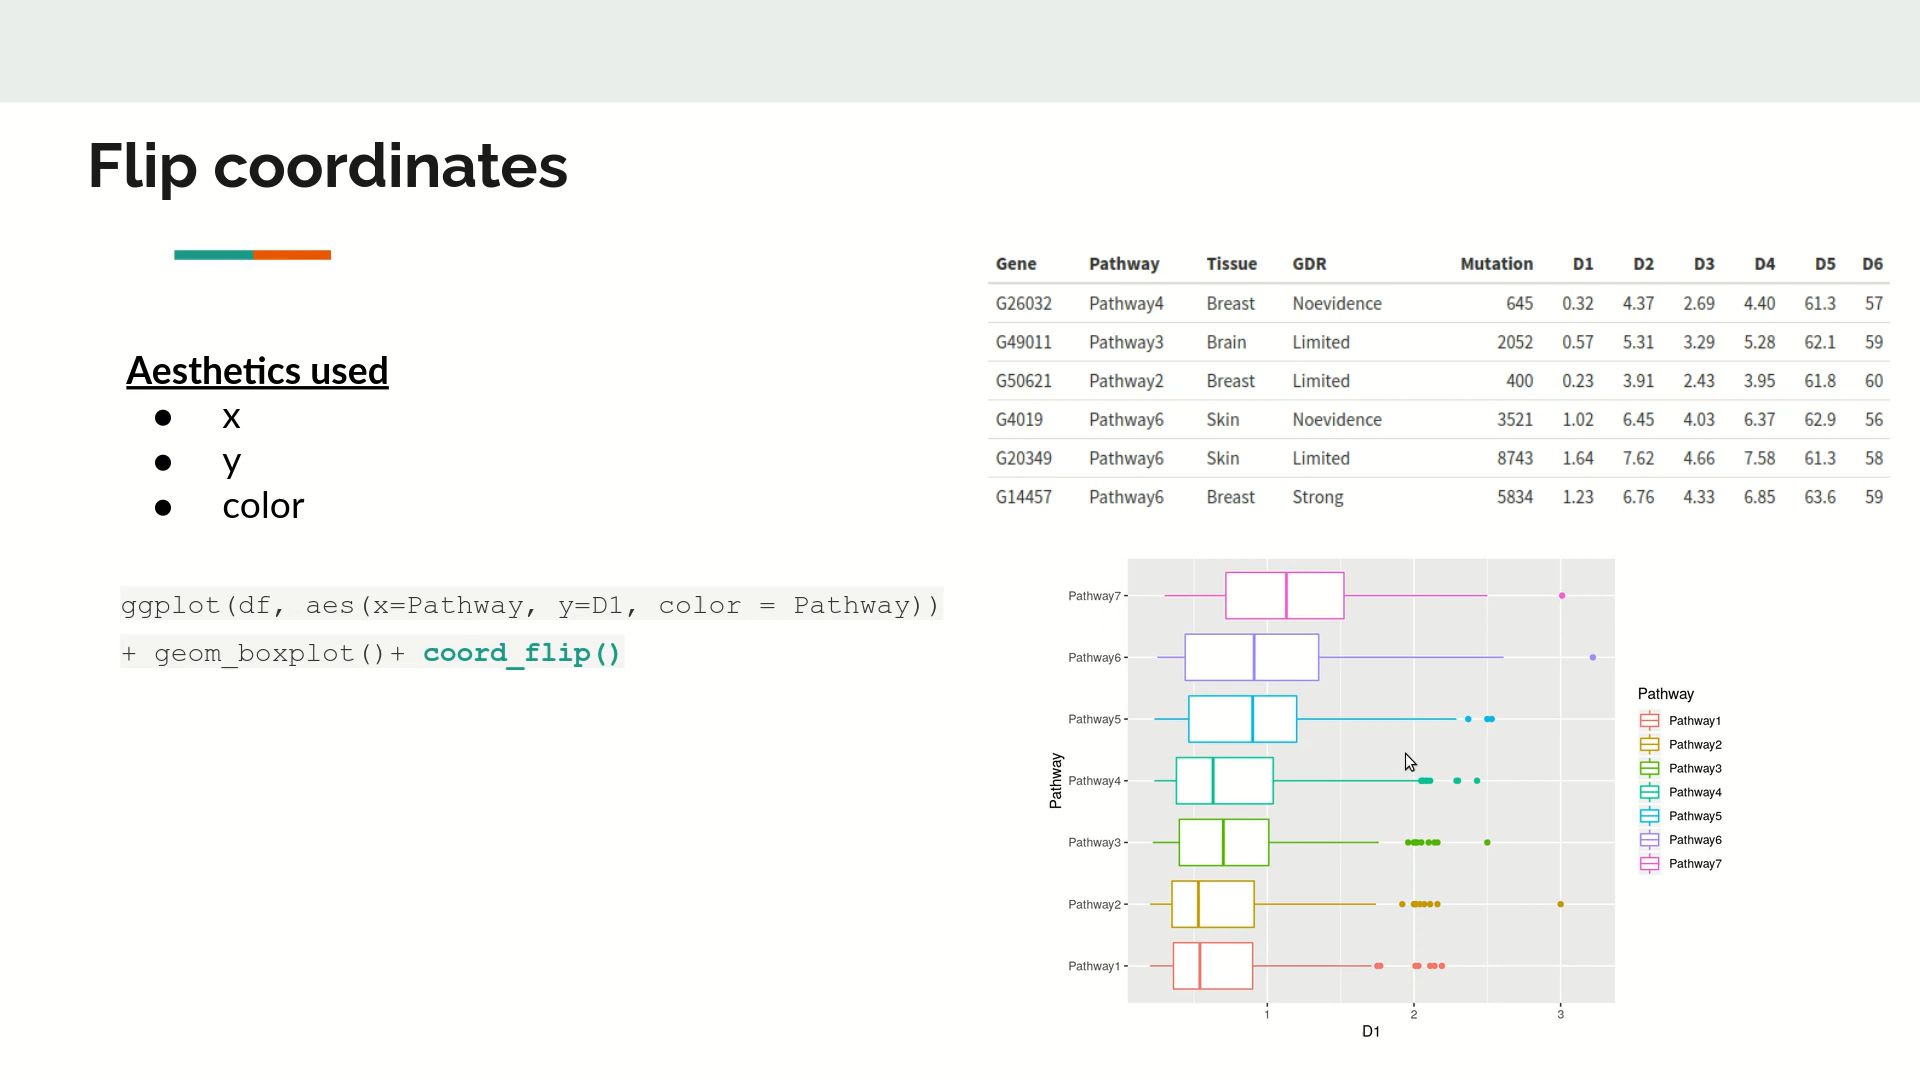 Flip coordinates
Aesthetics used
● x
● y
● color
ggplot(df, aes(x=Pathway, y=D1, color = Pathway))
+ geom_boxplot()+ coord_flip()
Gene Pathway Tissue GDR Mutation D1 D2 D3 D4 D5 D6
G26032 Pathway4 Breast Noevidence 645 0.32 4.37 2.69 4.40 61.3 57
G49011 Pathway3 Brain Limited 2052 0.57 5.31 3.29 5.28 62.1 59
G50621 Pathway2 Breast Limited 400 0.23 3.91 2.43 3.95 61.8 60
G4019 Pathway6 Skin Noevidence 3521 1.02 6.45 4.03 6.37 62.9 56
G20349 Pathway6 Skin Limited 8743 1.64 7.62 4.66 7.58 61.3 58
G14457 Pathway6 Breast Strong 5834 1.23 6.76 4.33 6.85 63.6 59
Pathway
Pathway7
Pathway6
Pathway5
Pathway4
Pathway3
Pathway2
Pathway1
1 2 3
D1
Pathway
Pathway1
Pathway2
Pathway3
Pathway4
Pathway5
Pathway6
Pathway7